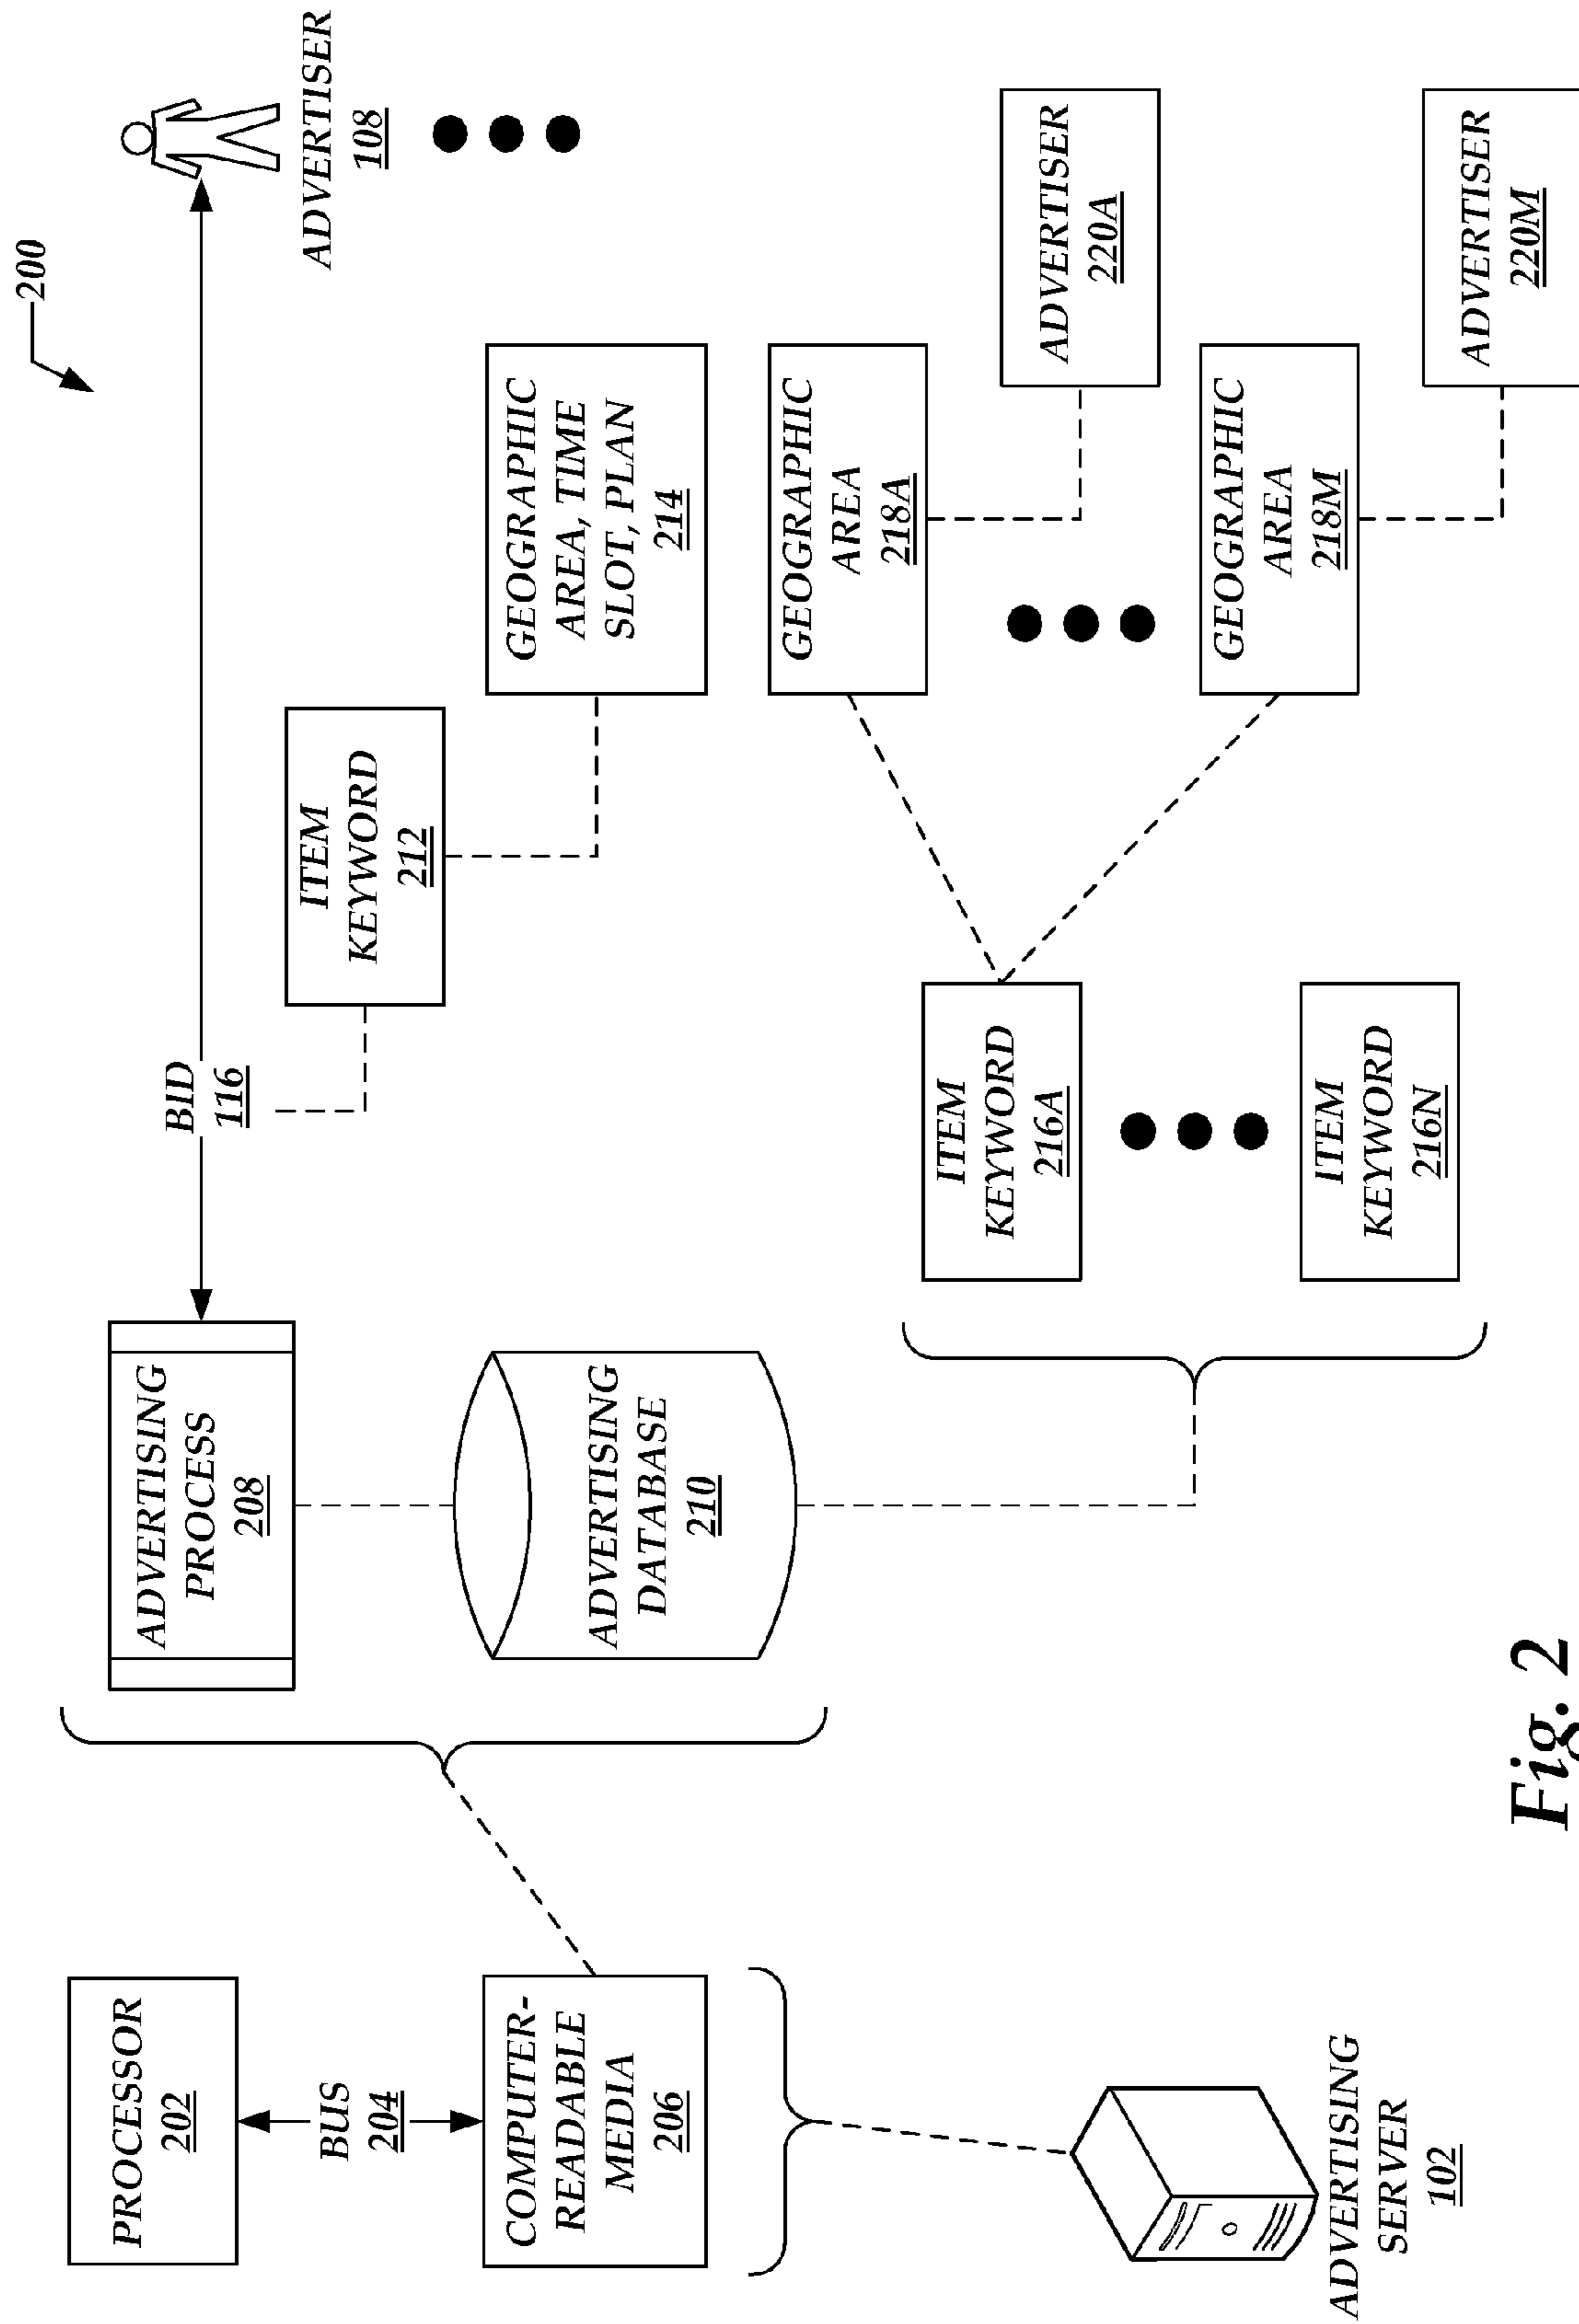 200
PROCESSOR
202
BUS
204
COMPUTER-
READABLE
MEDIA
206
ADVERTISING
SERVER
102
ADVERTISING
PROCESS
208
ADVERTISING
DATABASE
210
BID
116
ADVERTISER
108
ITEM
KEYWORD
212
GEOGRAPHIC
AREA, TIME
SLOT, PLAN
214
ITEM
KEYWORD
216A
ITEM
KEYWORD
216N
GEOGRAPHIC
AREA
218A
GEOGRAPHIC
AREA
218M
ADVERTISER
220A
ADVERTISER
220M
Fig. 2